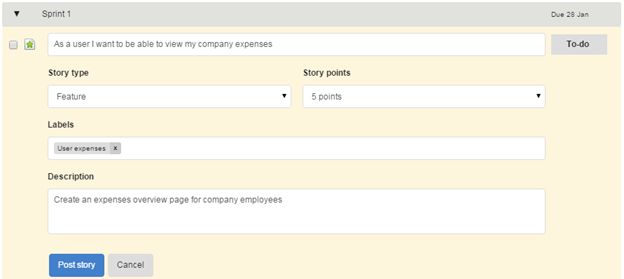 ▼ Sprint 1 Due 28 Jan
As a user I want to be able to view my company expenses To-do
Story type Story points
Feature 5 points
Labels
User expenses x
Description
Create an expenses overview page for company employees
Post story Cancel